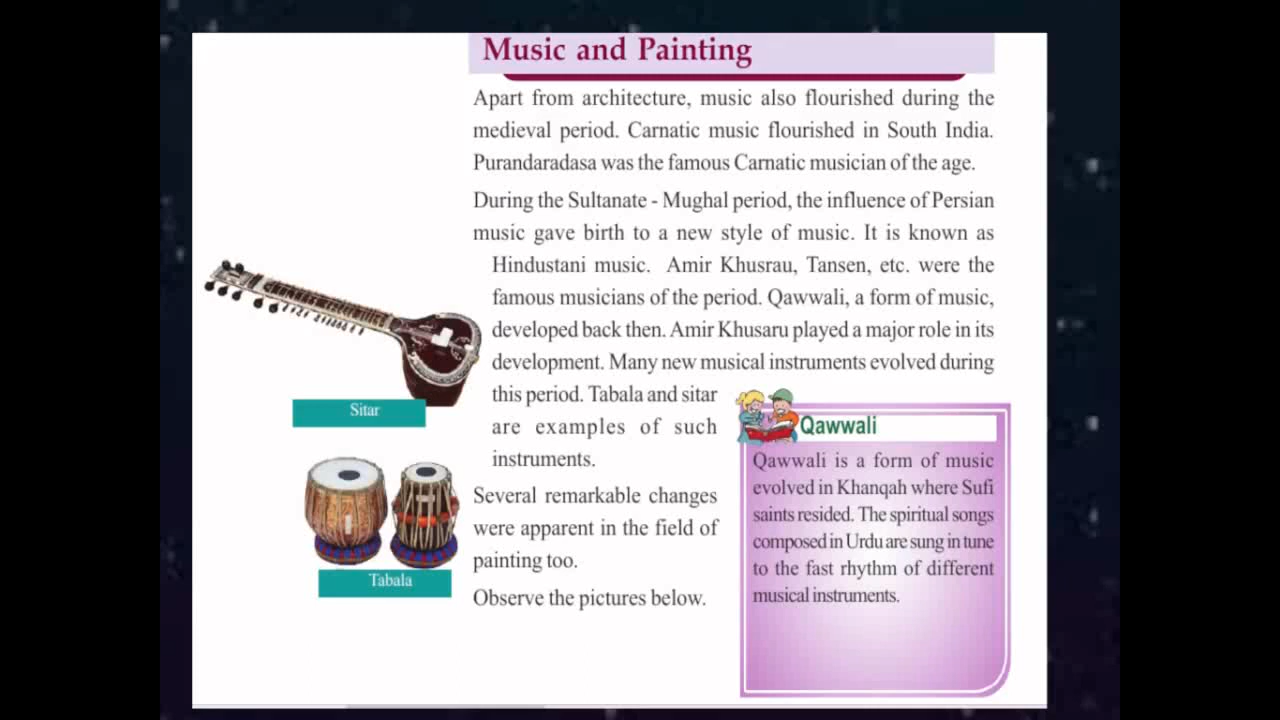 Music and Painting
Apart from architecture, music also flourished during the
medieval period. Carnatic music flourished in South India.
Purandaradasa was the famous Carnatic musician of the age.
During the Sultanate - Mughal period, the influence of Persian
music gave birth to a new style of music. It is known as
Hindustani music. Amir Khusrau, Tansen, etc. were the
famous musicians of the period. Qawwali, a form of music,
developed back then. Amir Khusaru played a major role in its
development. Many new musical instruments evolved during
this period. Tabala and sitar
are examples of such
instruments.
Several remarkable changes
were apparent in the field of
painting too.
Observe the pictures below.
Sitar
Tabala
Qawwali
Qawwali is a form of music
evolved in Khanqah where Sufi
saints resided. The spiritual songs
composed in Urdu are sung in tune
to the fast rhythm of different
musical instruments.